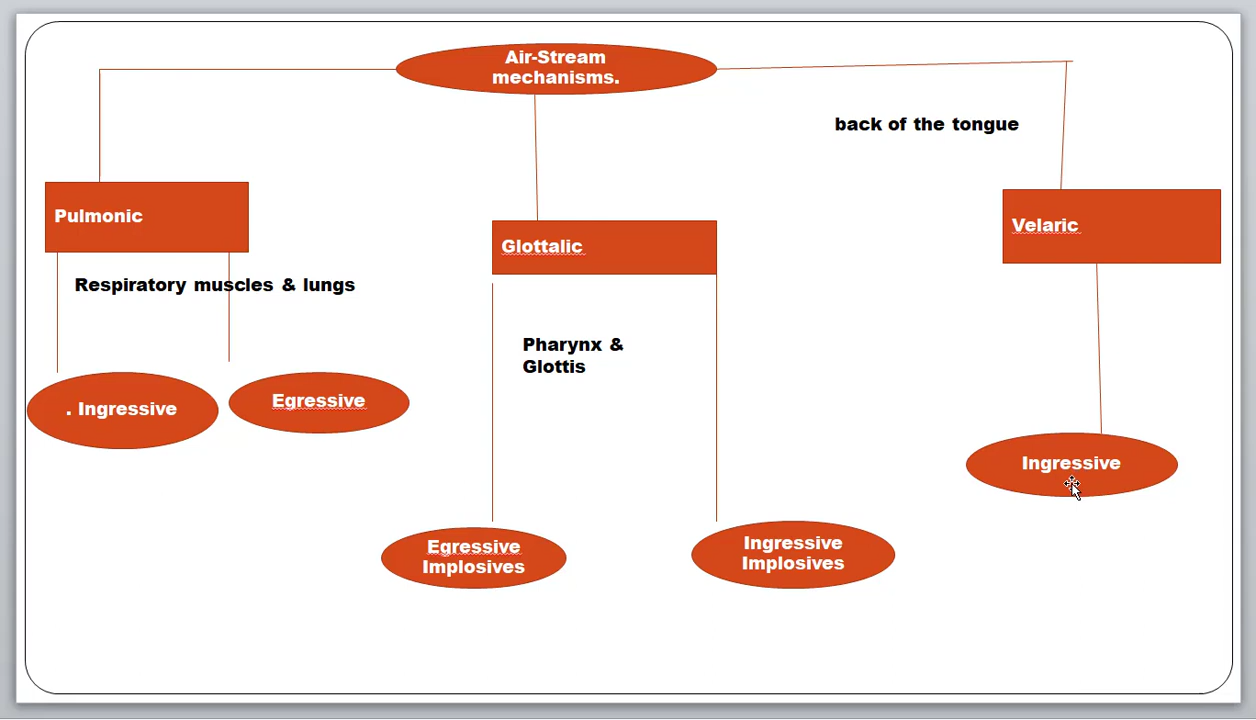 Air-Stream
mechanisms.
back of the tongue
Pulmonic
Glottalic
Velaric
Respiratory muscles & lungs
Pharynx &
Glottis
. Ingressive
Egressive
Ingressive
Egressive
Implosives
Ingressive
Implosives